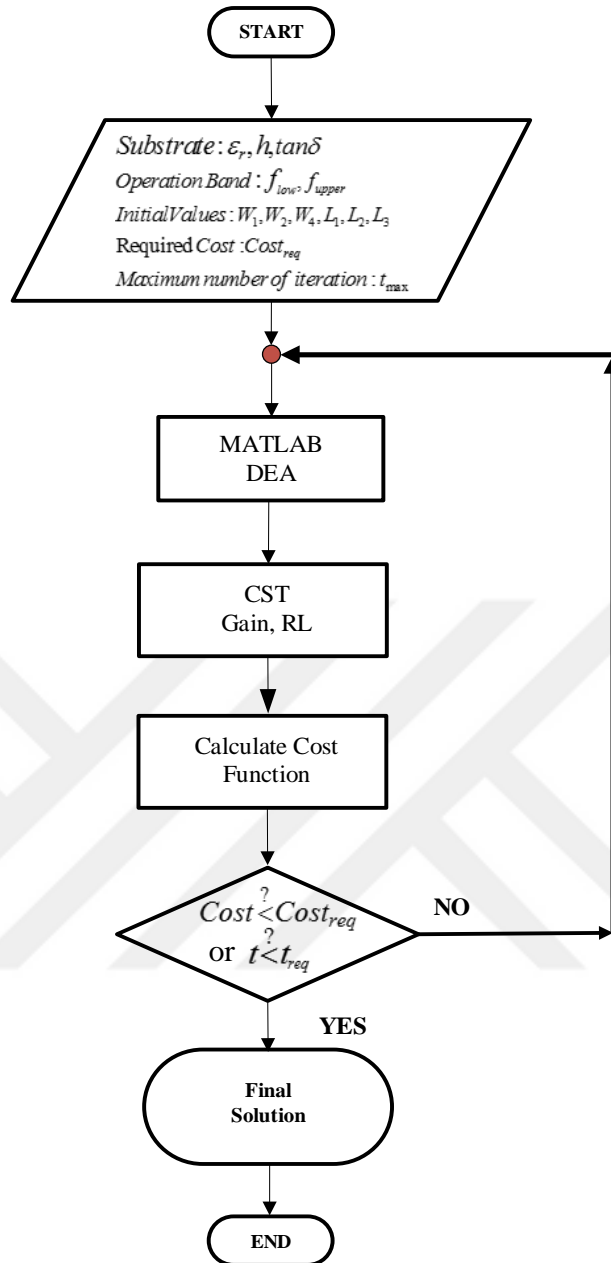 START
Substrate : εr, h, tanδ
Operation Band : flow, fupper
Initial Values : W1, W2, W4, L1, L2, L3
Required Cost : Costreq
Maximum number of iteration : tmax
MATLAB
DEA
CST
Gain, RL
Calculate Cost
Function
?
Cost < Costreq
NO
?
or t < treq
YES
Final
Solution
END